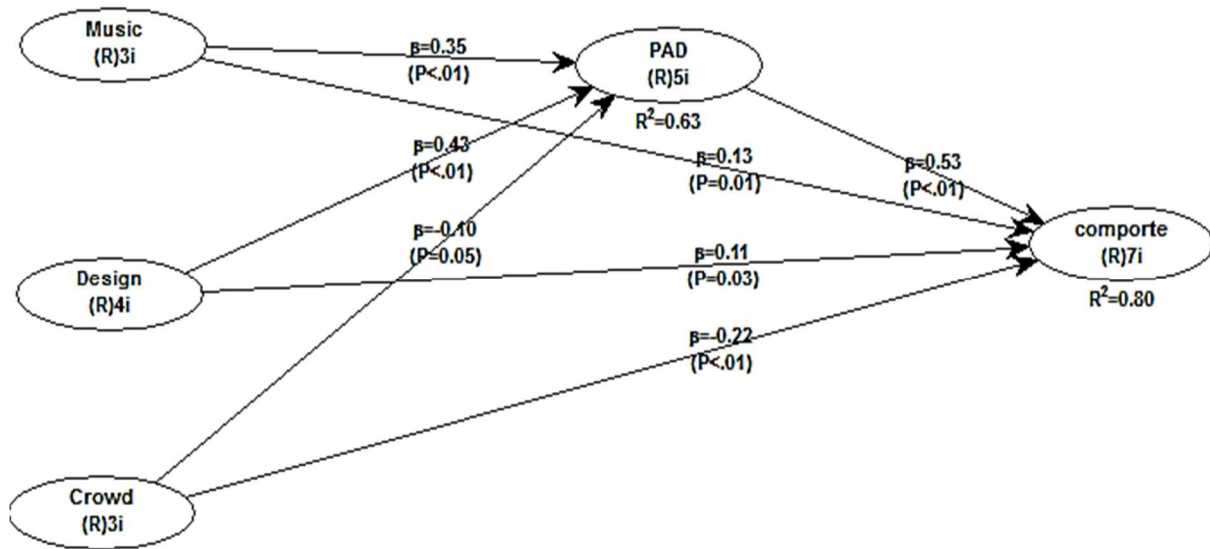 Music
(R)3i
β=0.35
(P<.01)
PAD
(R)5i
R²=0.63
β=0.43
(P<.01)
β=0.13
(P=0.01)
β=0.53
(P<.01)
β=-0.10
(P=0.05)
comporte
(R)7i
R²=0.80
Design
(R)4i
β=0.11
(P=0.03)
β=-0.22
(P<.01)
Crowd
(R)3i